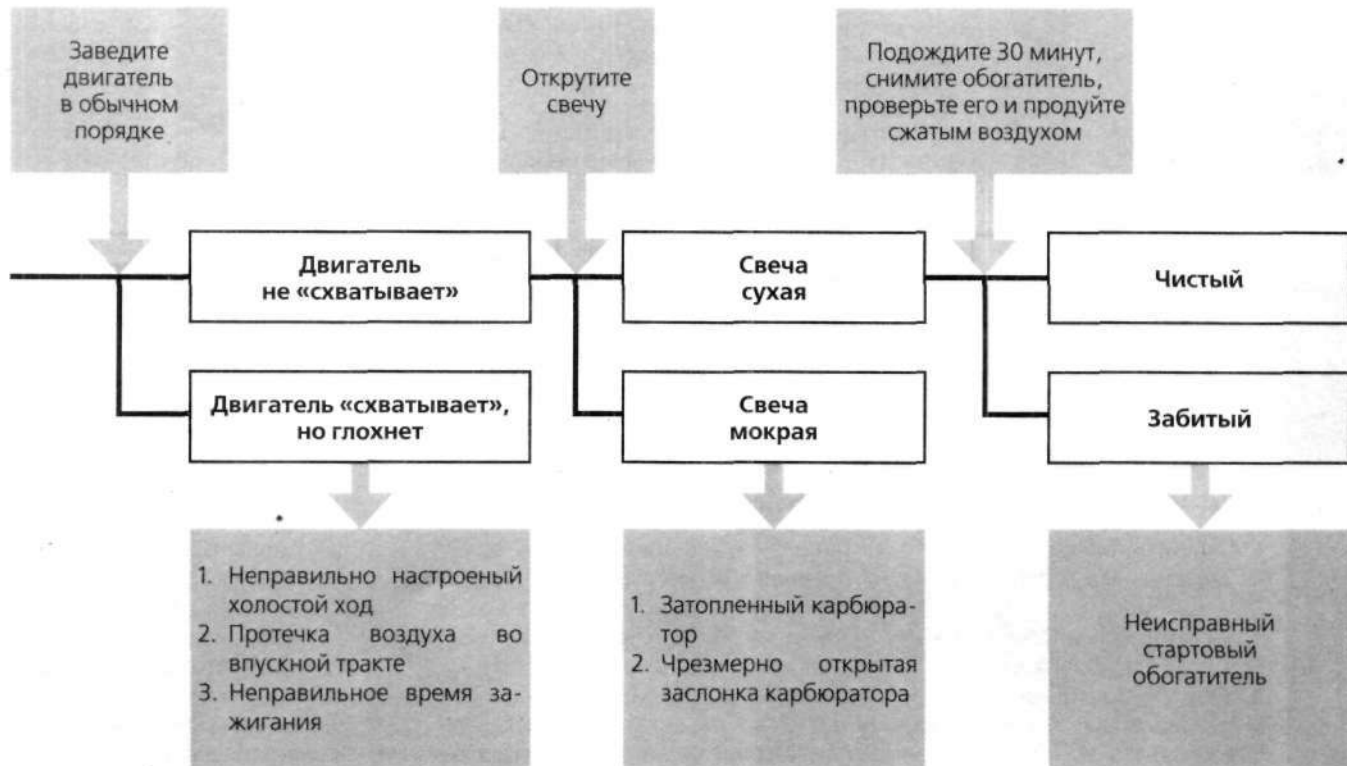 Заведите
двигатель
в обычном
порядке
Открутите
свечу
Подождите 30 минут,
снимите обогатитель,
проверьте его и продуйте
сжатым воздухом
Двигатель
не «схватывает»
Свеча
сухая
Чистый
Двигатель «схватывает»,
но глохнет
Свеча
мокрая
Забитый
1. Неправильно настроеный
холостой ход
2. Протечка воздуха во
впускной тракте
3. Неправильное время за-
жигания
1. Затопленный карбюра-
тор
2. Чрезмерно открытая
заслонка карбюратора
Неисправный
стартовый
обогатитель